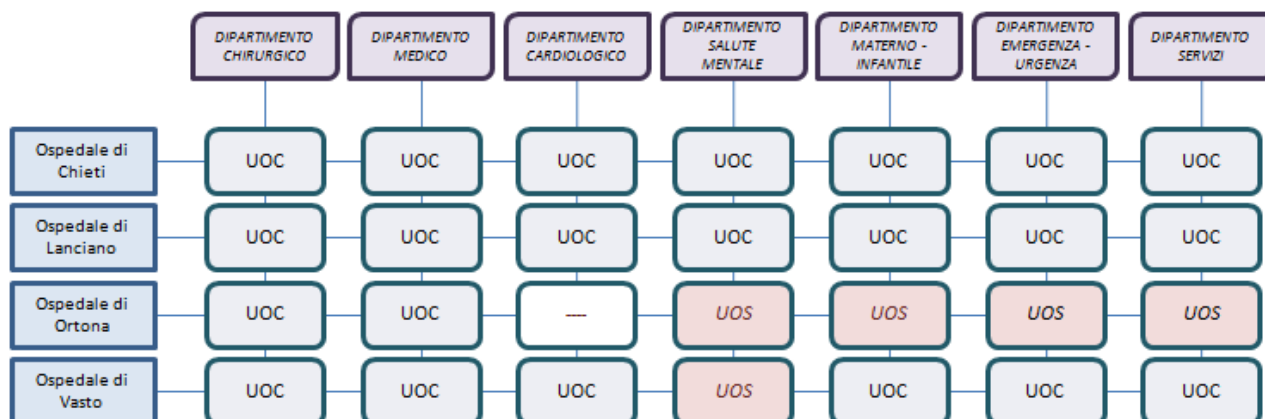 DIPARTIMENTO
CHIRURGICO
DIPARTIMENTO
MEDICO
DIPARTIMENTO
CARDIOLOGICO
DIPARTIMENTO
SALUTE
MENTALE
DIPARTIMENTO
MATERNO -
INFANTILE
DIPARTIMENTO
EMERGENZA -
URGENZA
DIPARTIMENTO
SERVIZI
Ospedale di
Chieti
UOC UOC UOC UOC UOC UOC UOC
Ospedale di
Lanciano
UOC UOC UOC UOC UOC UOC UOC
Ospedale di
Ortona
UOC UOC ---- UOS UOS UOS UOS
Ospedale di
Vasto
UOC UOC UOC UOS UOC UOC UOC